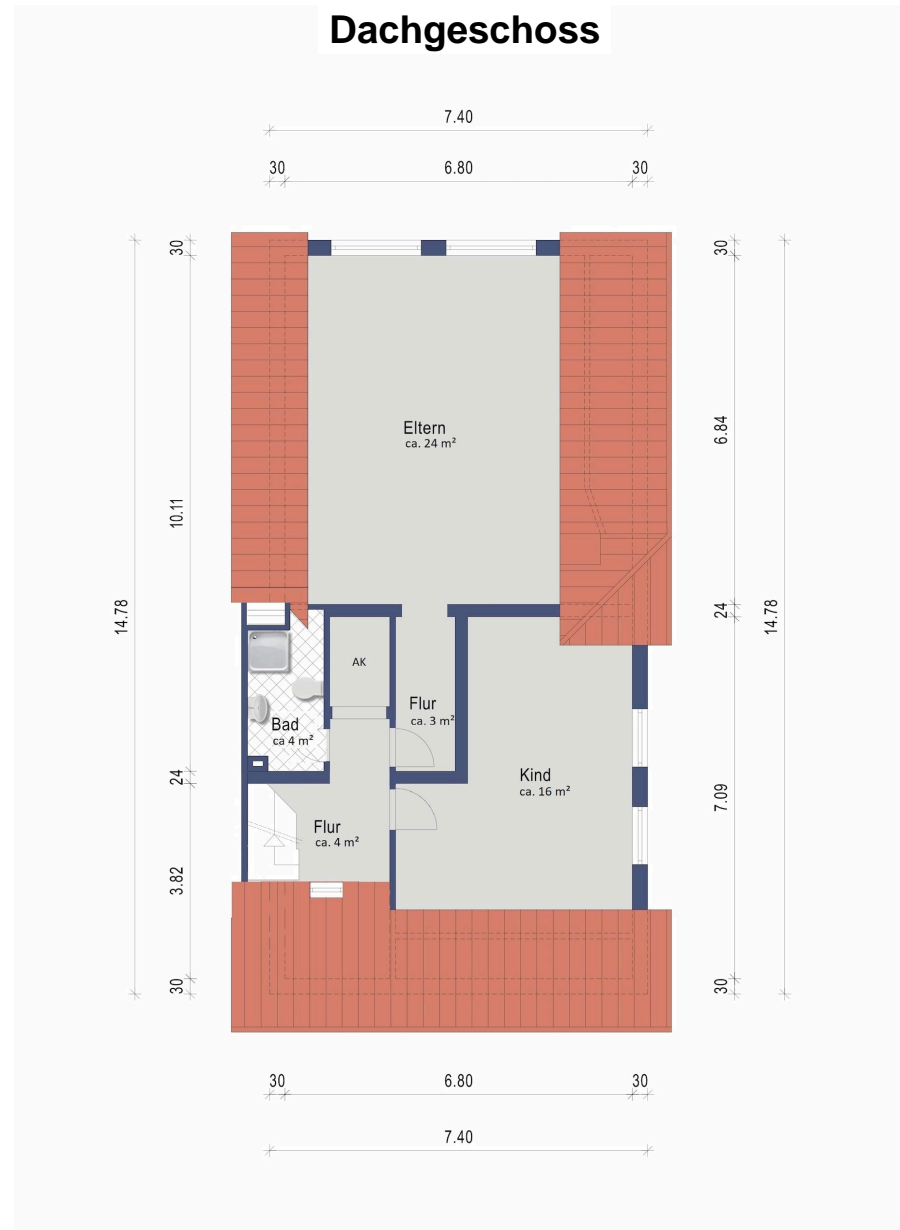 Dachgeschoss
7.40
30 6.80 30
30
30
Eltern
ca. 24 m²
6.84
10.11
14.78
24
14.78
AK
Flur
ca. 3 m²
Bad
ca 4 m²
24
Kind
ca. 16 m²
7.09
Flur
ca. 4 m²
3.82
30
30
30 6.80 30
7.40